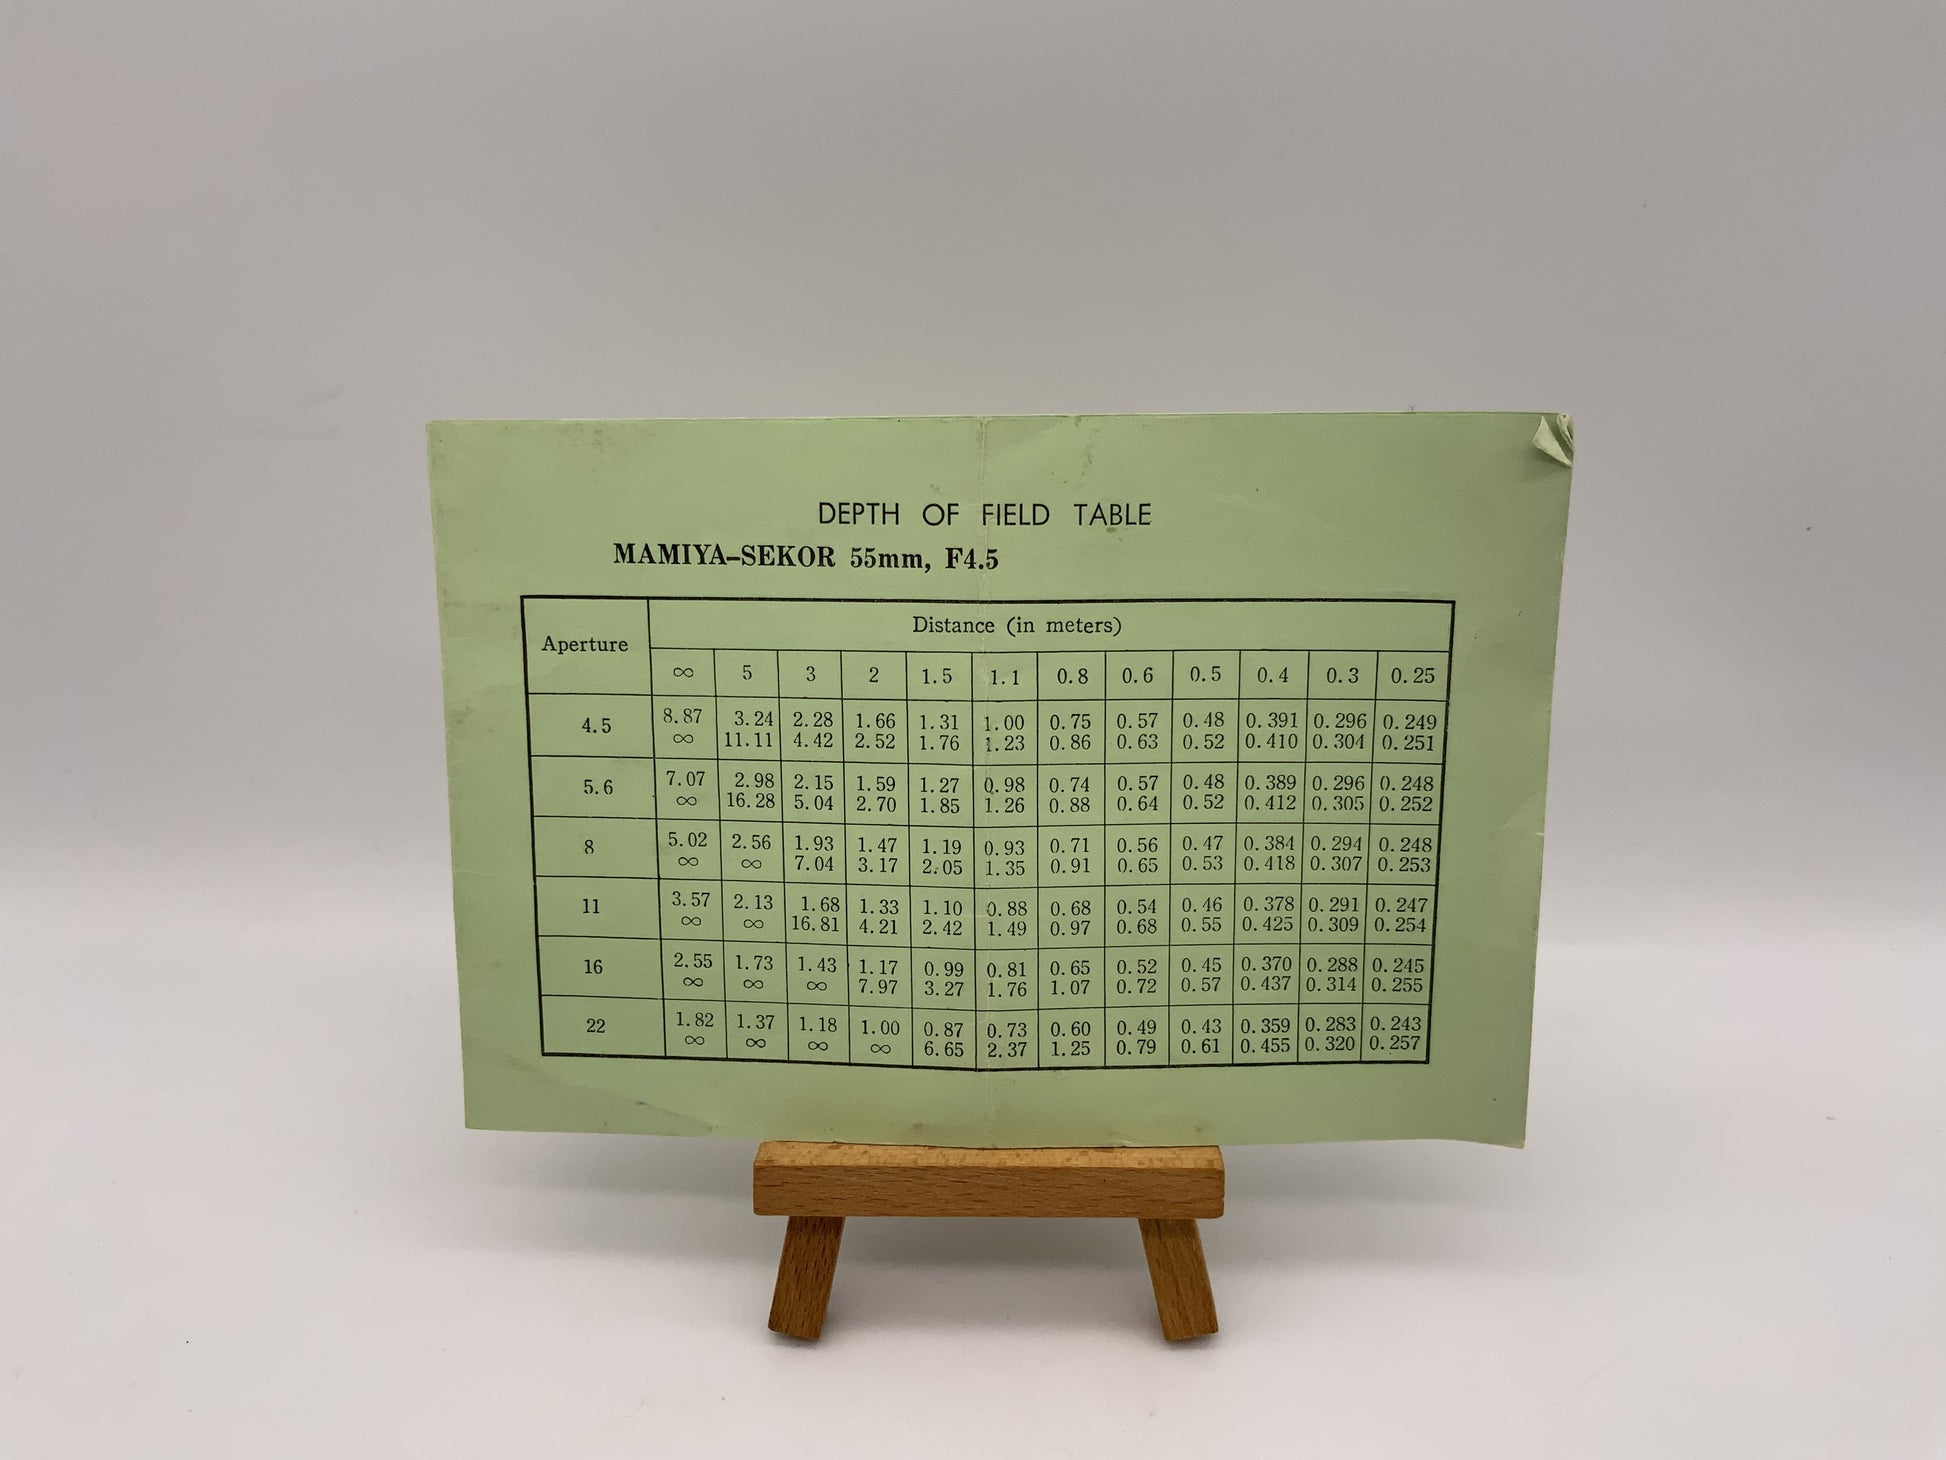 DEPTH OF FIELD TABLE
MAMIYA-SEKOR 55mm, F4.5
Aperture
Distance (in meters)
∞ 5 3 2 1.5 1.1 0.8 0.6 0.5 0.4 0.3 0.25
4.5
8.87 3.24 2.28 1.66 1.31 1.00 0.75 0.57 0.48 0.391 0.296 0.249
∞ 11.11 4.42 2.52 1.76 1.23 0.86 0.63 0.52 0.410 0.304 0.251
5.6
7.07 2.98 2.15 1.59 1.27 0.98 0.74 0.57 0.48 0.389 0.296 0.248
∞ 16.28 5.04 2.70 1.85 1.26 0.88 0.64 0.52 0.412 0.305 0.252
8
5.02 2.56 1.93 1.47 1.19 0.93 0.71 0.56 0.47 0.384 0.294 0.248
∞ ∞ 7.04 3.17 2.05 1.35 0.91 0.65 0.53 0.418 0.307 0.253
11
3.57 2.13 1.68 1.33 1.10 0.88 0.68 0.54 0.46 0.378 0.291 0.247
∞ ∞ 16.81 4.21 2.42 1.49 0.97 0.68 0.55 0.425 0.309 0.254
16
2.55 1.73 1.43 1.17 0.99 0.81 0.65 0.52 0.45 0.370 0.288 0.245
∞ ∞ ∞ 7.97 3.27 1.76 1.07 0.72 0.57 0.437 0.314 0.255
22
1.82 1.37 1.18 1.00 0.87 0.73 0.60 0.49 0.43 0.359 0.283 0.243
∞ ∞ ∞ ∞ 6.65 2.37 1.25 0.79 0.61 0.455 0.320 0.257